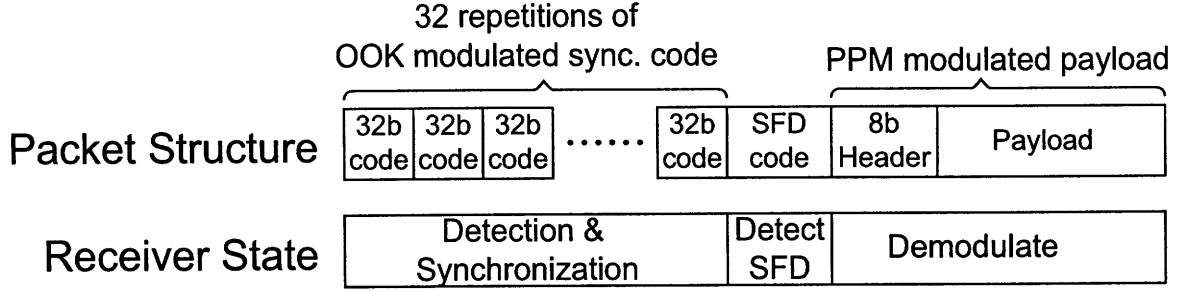 32 repetitions of
OOK modulated sync. code
PPM modulated payload
Packet Structure
32b code
32b code
32b code
......
32b code
SFD code
8b Header
Payload
Receiver State
Detection & Synchronization
Detect SFD
Demodulate